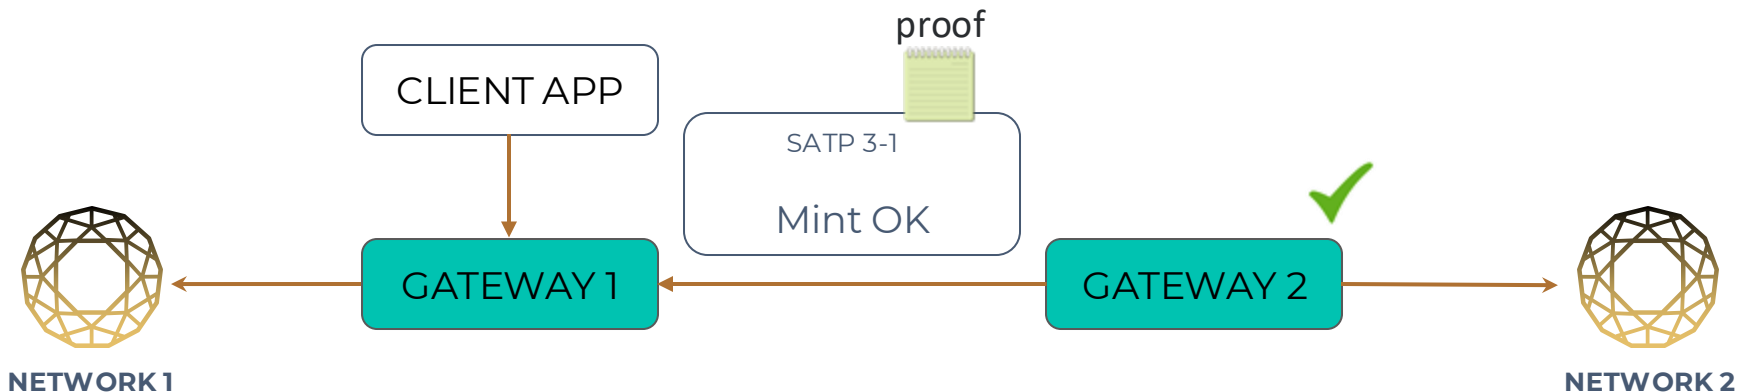 proof
CLIENT APP
SATP 3-1
Mint OK
GATEWAY 1
GATEWAY 2
NETWORK 1
NETWORK 2